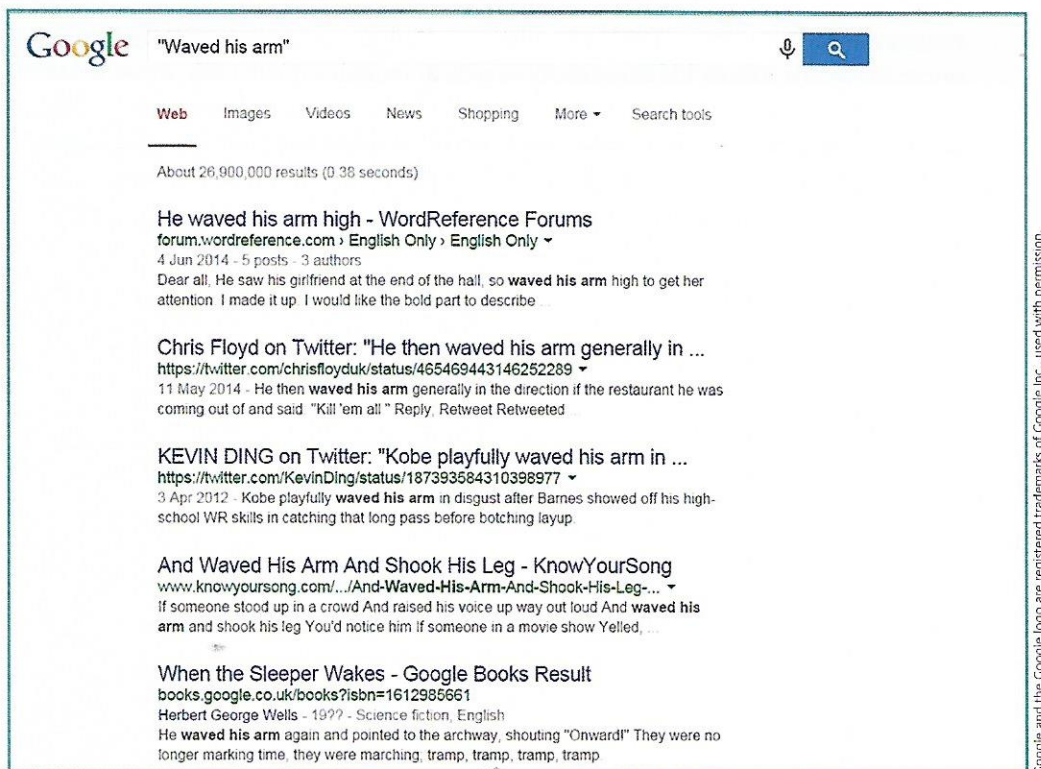 Google "Waved his arm"
Web Images Videos News Shopping More Search tools
About 26,900,000 results (0.38 seconds)
He waved his arm high - WordReference Forums
forum.wordreference.com › English Only › English Only
4 Jun 2014 - 5 posts - 3 authors
Dear all, He saw his girlfriend at the end of the hall, so waved his arm high to get her
attention. I made it up. I would like the bold part to describe ...
Chris Floyd on Twitter: "He then waved his arm generally in ...
https://twitter.com/chrisfloyduk/status/465469443146252289
11 May 2014 - He then waved his arm generally in the direction if the restaurant he was
coming out of and said. "Kill 'em all " Reply, Retweet Retweeted
KEVIN DING on Twitter: "Kobe playfully waved his arm in ...
https://twitter.com/KevinDing/status/187393584310398977
3 Apr 2012 - Kobe playfully waved his arm in disgust after Barnes showed off his high-
school WR skills in catching that long pass before botching layup.
And Waved His Arm And Shook His Leg - KnowYourSong
www.knowyoursong.com/.../And-Waved-His-Arm-And-Shook-His-Leg-...
If someone stood up in a crowd And raised his voice up way out loud And waved his
arm and shook his leg You'd notice him If someone in a movie show Yelled, ...
When the Sleeper Wakes - Google Books Result
books.google.co.uk/books?isbn=1612985661
Herbert George Wells - 19?? - Science fiction, English
He waved his arm again and pointed to the archway, shouting "Onward!" They were no
longer marking time, they were marching; tramp, tramp, tramp, tramp
Google and the Google logo are registered trademarks of Google Inc., used with permission.